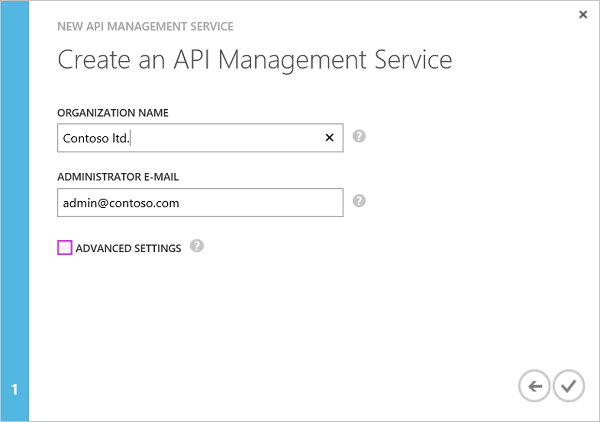 NEW API MANAGEMENT SERVICE
Create an API Management Service
ORGANIZATION NAME
Contoso ltd.
?
ADMINISTRATOR E-MAIL
admin@contoso.com
?
ADVANCED SETTINGS ?
1